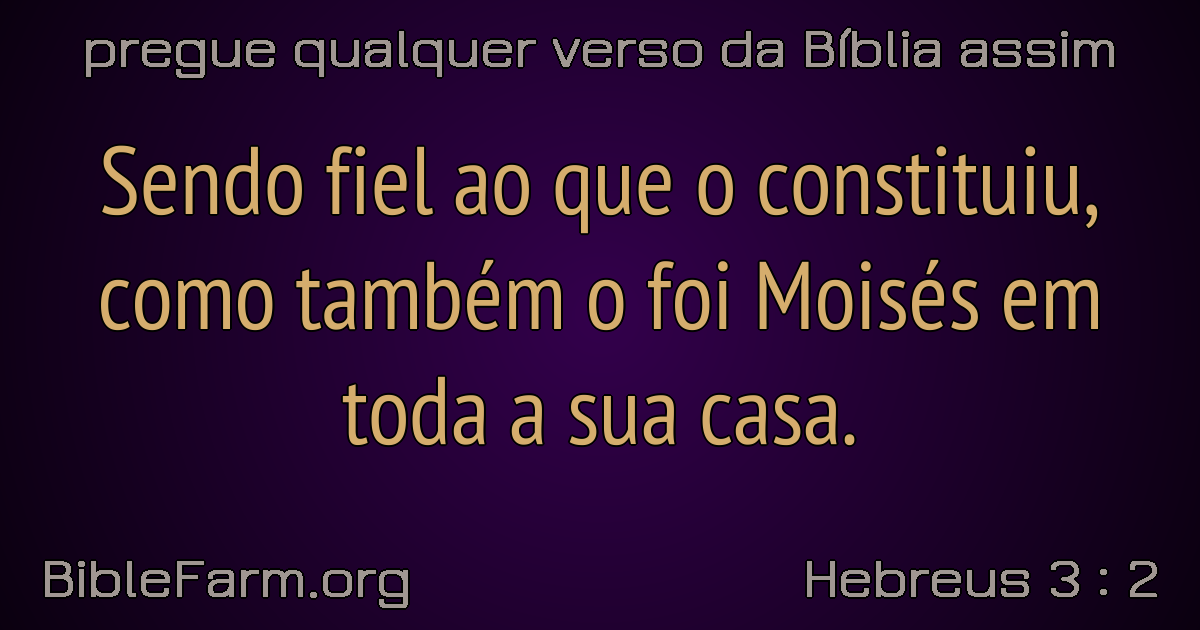 pregue qualquer verso da Bíblia assim
Sendo fiel ao que o constituiu,
como também o foi Moisés em
toda a sua casa.
BibleFarm.org
Hebreus 3 : 2